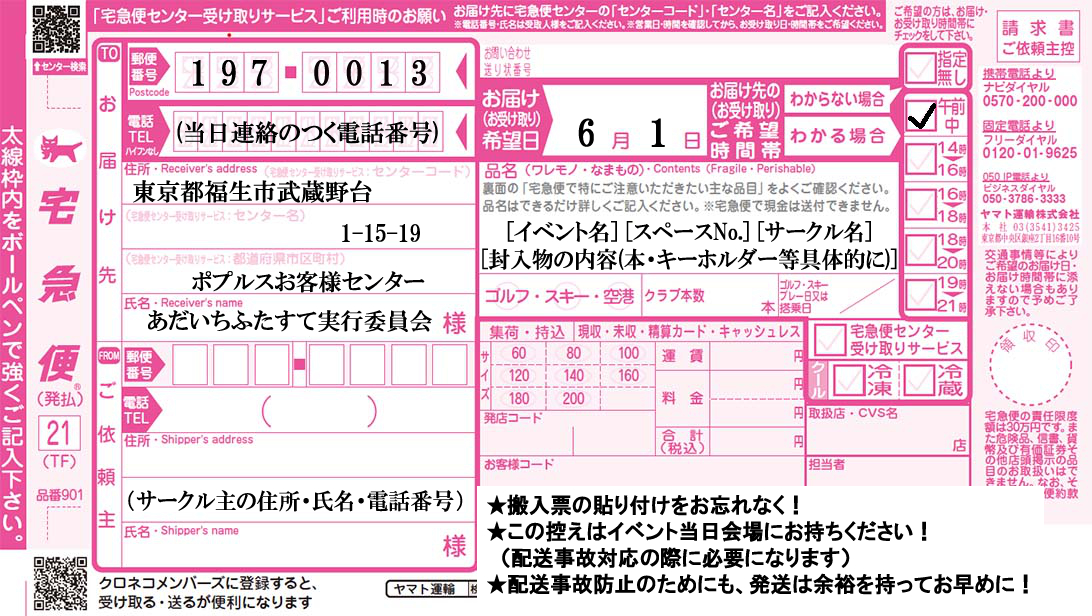 「宅急便センター受け取りサービス」ご利用時のお願い
お届け先に宅急便センターの「センターコード」・「センター名」をご記入ください。
※電話番号・氏名は受取人様をご記入ください。※営業日・時間を確認してから、お受け取り日・時間帯をご記入ください。
ご希望の方は、お届け・
お受け取り時間帯に
チェックをして下さい。
請求書
ご依頼主控
センター検索
太線枠内をボールペンで強くご記入下さい。
宅急便®
(発払)
21
(TF)
品番901
TO
お届け先
郵便番号
Postcode
197-0013
電話
TEL
ハイフンなし
(当日連絡のつく電話番号)
住所・Receiver's address
(宅急便センター受け取りサービス:センターコード)
東京都福生市武蔵野台
(宅急便センター受け取りサービス:センター名)
1-15-19
(宅急便センター受け取りサービス:都道府県市区町村)
ポプルスお客様センター
氏名・Receiver's name
あだいちふたすて実行委員会 様
FROM
ご依頼主
郵便番号
電話
TEL
( )
住所・Shipper's address
(サークル主の住所・氏名・電話番号)
氏名・Shipper's name
様
クロネコメンバーズに登録すると、
受け取る・送るが便利になります
ヤマト運輸
お問い合わせ
送り状番号
お届け
(お受け取り)
希望日
6月1日
お届け先の
(お受け取り)
ご希望
時間帯
わからない場合
わかる場合
指定無し
午前中
14時
16時
16時
18時
18時
20時
19時
21時
品名(ワレモノ・なまもの)・Contents (Fragile・Perishable)
裏面の「宅急便で特にご注意いただきたい主な品目」をよくご確認ください。
品名はできるだけ詳しくご記入ください。※宅急便で現金は送付できません。
[イベント名] [スペースNo.] [サークル名]
[封入物の内容(本・キーホルダー等具体的に)]
ゴルフ・スキー・空港
クラブ本数
本
ゴルフ・スキー
プレー日又は
搭乗日
集荷・持込
現収・未収・精算カード・キャッシュレス
サイズ
60 80 100
120 140 160
180 200
運賃 円
料金 円
合計
(税込) 円
発店コード
お客様コード
宅急便センター
受け取りサービス
クール
冷凍
冷蔵
取扱店・CVS名
店
担当者
携帯電話より
ナビダイヤル
0570-200-000
固定電話より
フリーダイヤル
0120-01-9625
050 IP電話より
ビジネスダイヤル
050-3786-3333
ヤマト運輸株式会社
本社 03(3541)3425
東京都中央区銀座2丁目16番10号
交通事情等により
ご希望のお届け日・
お届け時間帯に添
えない場合もあり
ますので予めご了
承下さい。
領収印
宅急便の責任限度
額は30万円です。ま
た危険品、信書、貨
幣及び有価証券そ
の他店頭掲示の品
目のお取扱いはで
きません。なお、そ
便約款
★搬入票の貼り付けをお忘れなく!
★この控えはイベント当日会場にお持ちください!
(配送事故対応の際に必要になります)
★配送事故防止のためにも、発送は余裕を持ってお早めに!